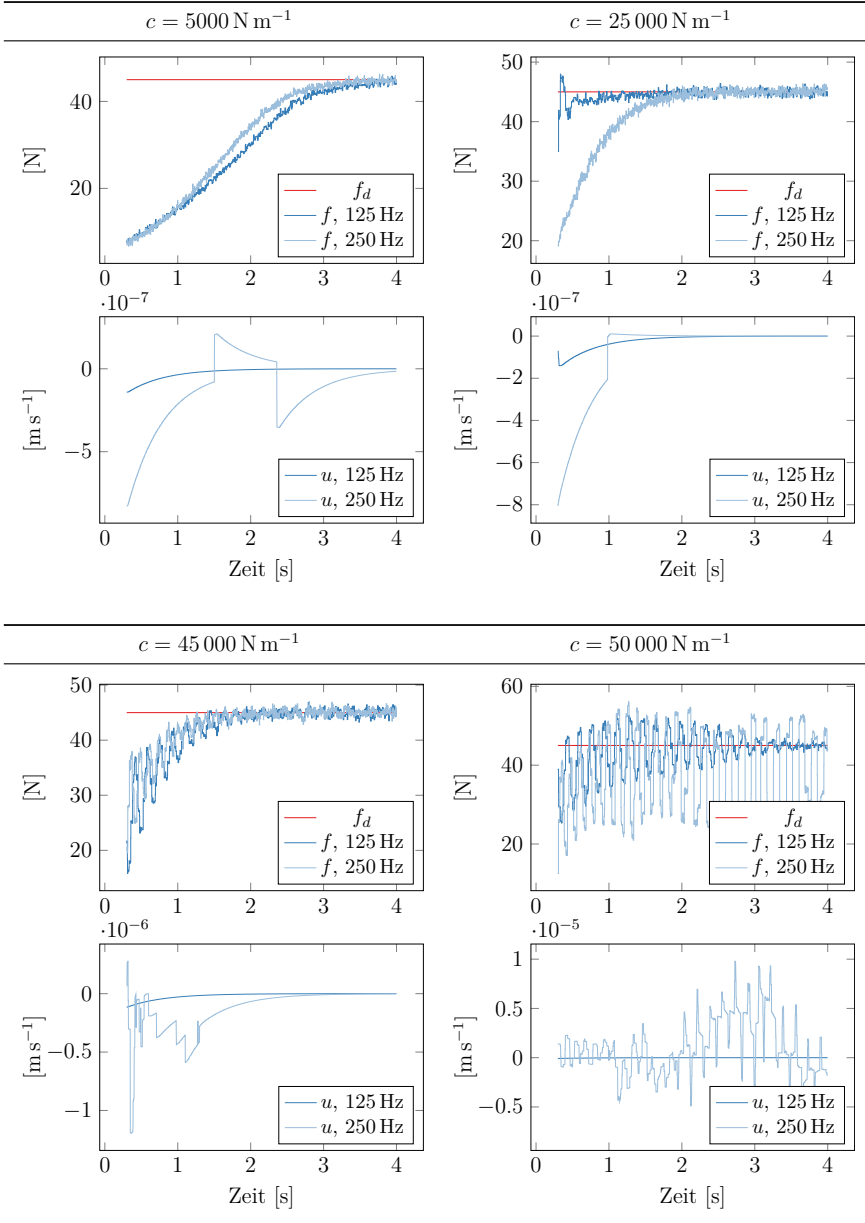 c = 5000 N m⁻¹ c = 25 000 N m⁻¹
[N]
20
40
f_d
f, 125 Hz
f, 250 Hz
0 1 2 3 4
[N]
20
30
40
50
f_d
f, 125 Hz
f, 250 Hz
0 1 2 3 4
·10⁻⁷
[m s⁻¹]
0
−5
u, 125 Hz
u, 250 Hz
0 1 2 3 4
Zeit [s]
·10⁻⁷
[m s⁻¹]
0
−2
−4
−6
−8
u, 125 Hz
u, 250 Hz
0 1 2 3 4
Zeit [s]
c = 45 000 N m⁻¹ c = 50 000 N m⁻¹
[N]
50
40
30
20
f_d
f, 125 Hz
f, 250 Hz
0 1 2 3 4
[N]
60
40
20
f_d
f, 125 Hz
f, 250 Hz
0 1 2 3 4
·10⁻⁶
[m s⁻¹]
0
−0.5
−1
u, 125 Hz
u, 250 Hz
0 1 2 3 4
Zeit [s]
·10⁻⁵
[m s⁻¹]
1
0.5
0
−0.5
u, 125 Hz
u, 250 Hz
0 1 2 3 4
Zeit [s]